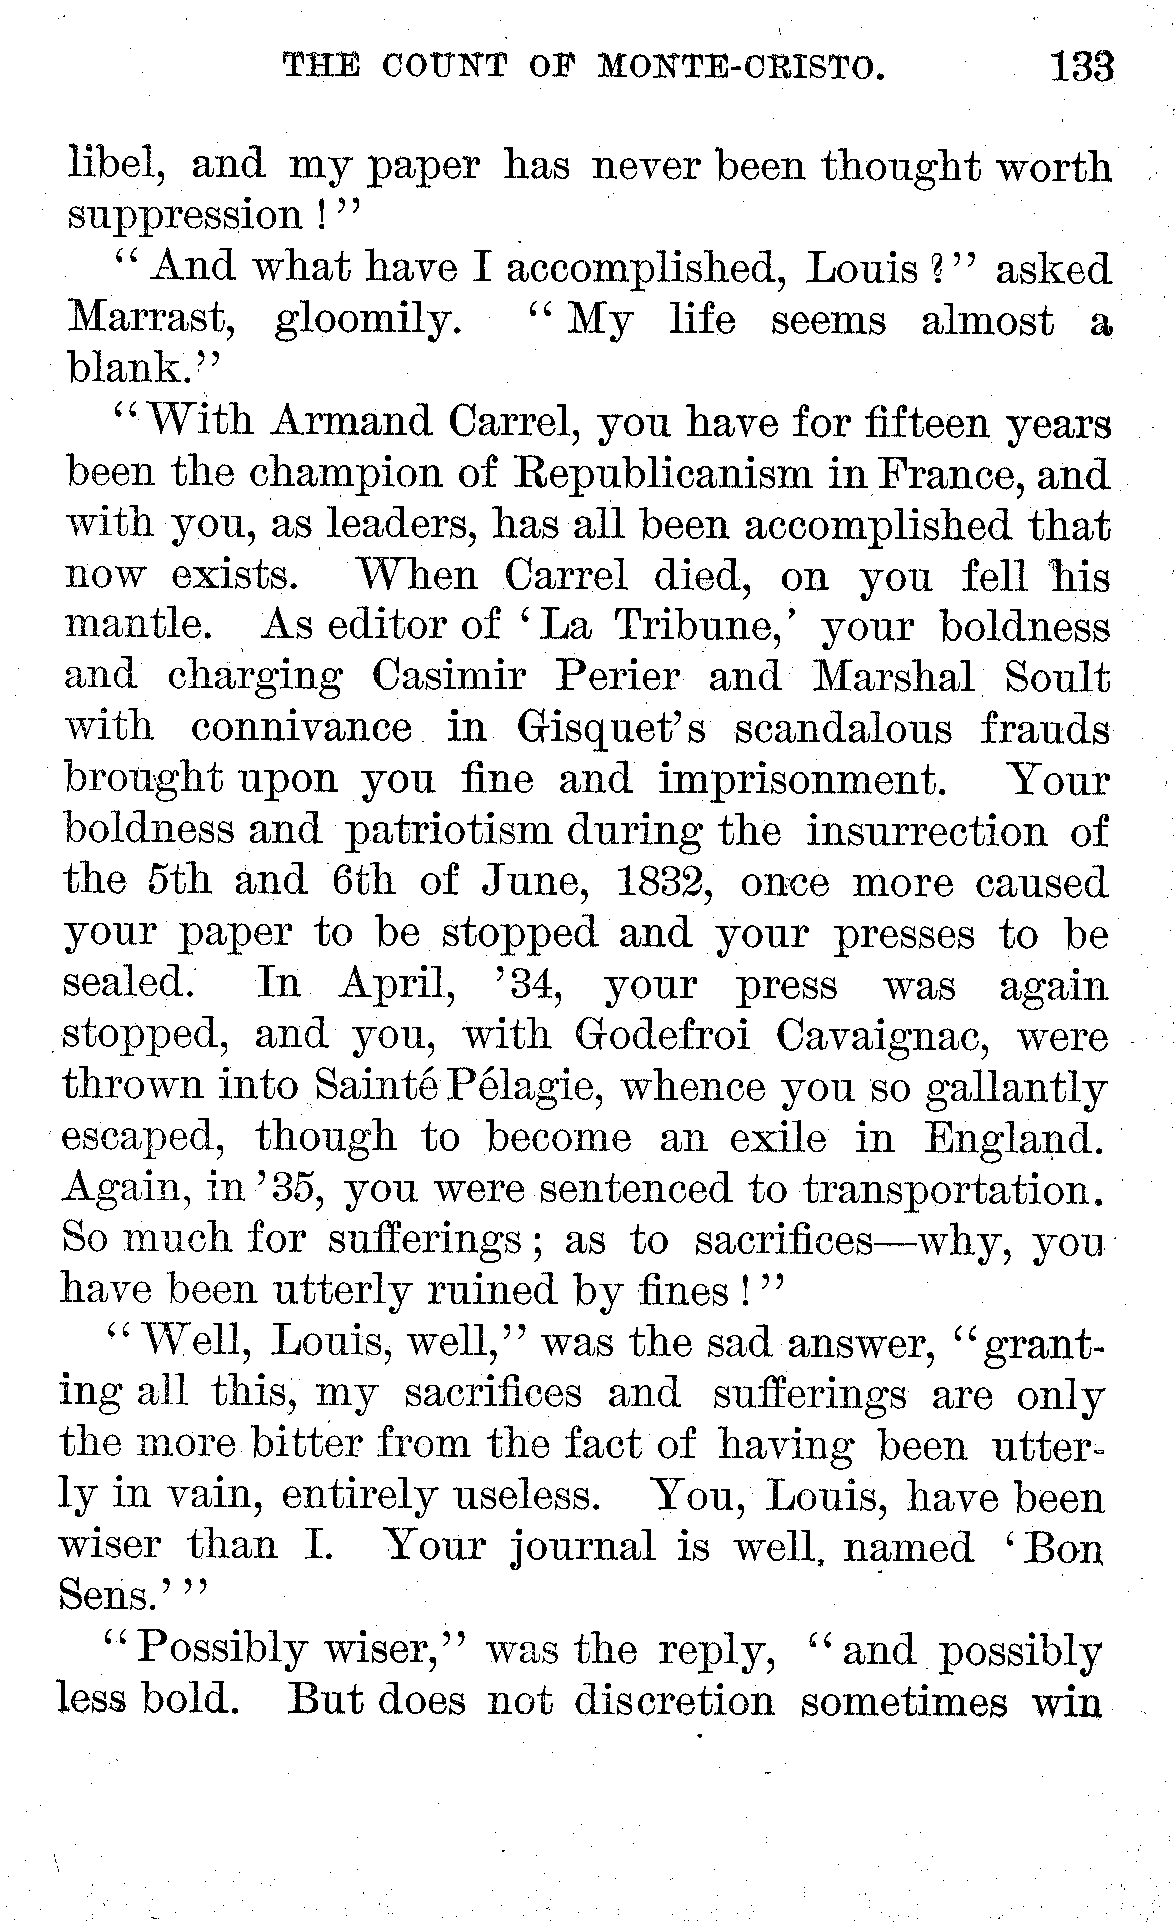 THE COUNT OF MONTE-CRISTO. 133
libel, and my paper has never been thought worth
suppression!"
"And what have I accomplished, Louis?" asked
Marrast, gloomily. "My life seems almost a
blank."
"With Armand Carrel, you have for fifteen years
been the champion of Republicanism in France, and
with you, as leaders, has all been accomplished that
now exists. When Carrel died, on you fell his
mantle. As editor of 'La Tribune,' your boldness
and charging Casimir Perier and Marshal Soult
with connivance in Gisquet's scandalous frauds
brought upon you fine and imprisonment. Your
boldness and patriotism during the insurrection of
the 5th and 6th of June, 1832, once more caused
your paper to be stopped and your presses to be
sealed. In April, '34, your press was again
stopped, and you, with Godefroi Cavaignac, were
thrown into Sainté Pélagie, whence you so gallantly
escaped, though to become an exile in England.
Again, in '35, you were sentenced to transportation.
So much for sufferings; as to sacrifices—why, you
have been utterly ruined by fines!"
"Well, Louis, well," was the sad answer, "grant-
ing all this, my sacrifices and sufferings are only
the more bitter from the fact of having been utter-
ly in vain, entirely useless. You, Louis, have been
wiser than I. Your journal is well, named 'Bon
Sens.'"
"Possibly wiser," was the reply, "and possibly
less bold. But does not discretion sometimes win